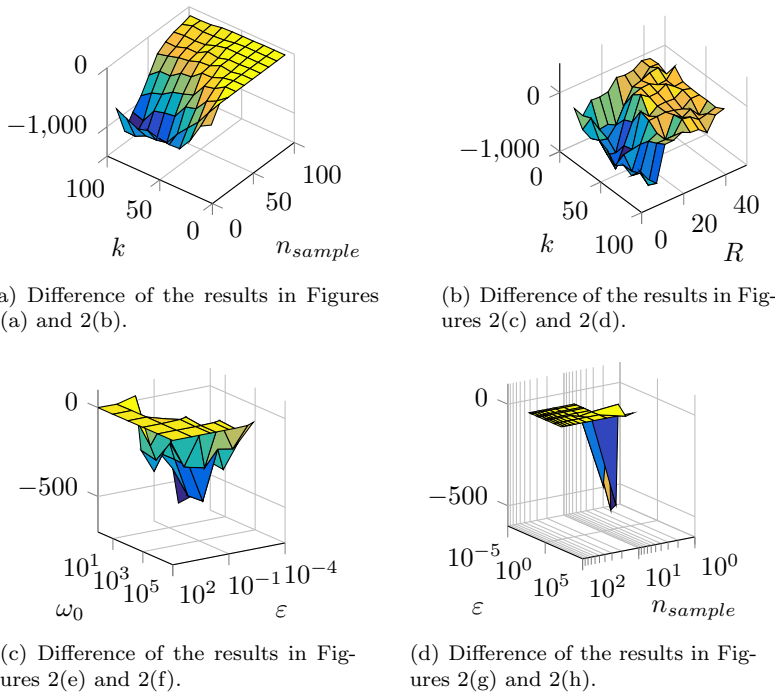 0
−1,000
100
50
0
0
50
100
k
n_sample
a) Difference of the results in Figures
(a) and 2(b).
0
−1,000
0
50
100
0
20
40
k
R
(b) Difference of the results in Fig-
ures 2(c) and 2(d).
0
−500
10^1
10^3
10^5
10^2
10^-1
10^-4
ω_0
ε
(c) Difference of the results in Fig-
ures 2(e) and 2(f).
0
−500
10^-5
10^0
10^5
10^2
10^1
10^0
ε
n_sample
(d) Difference of the results in Fig-
ures 2(g) and 2(h).